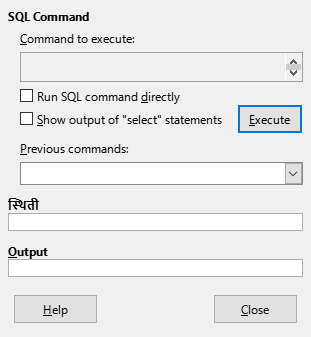 SQL Command
Command to execute:
Run SQL command directly
Show output of "select" statements
Execute
Previous commands:
स्थिती
Output
Help
Close